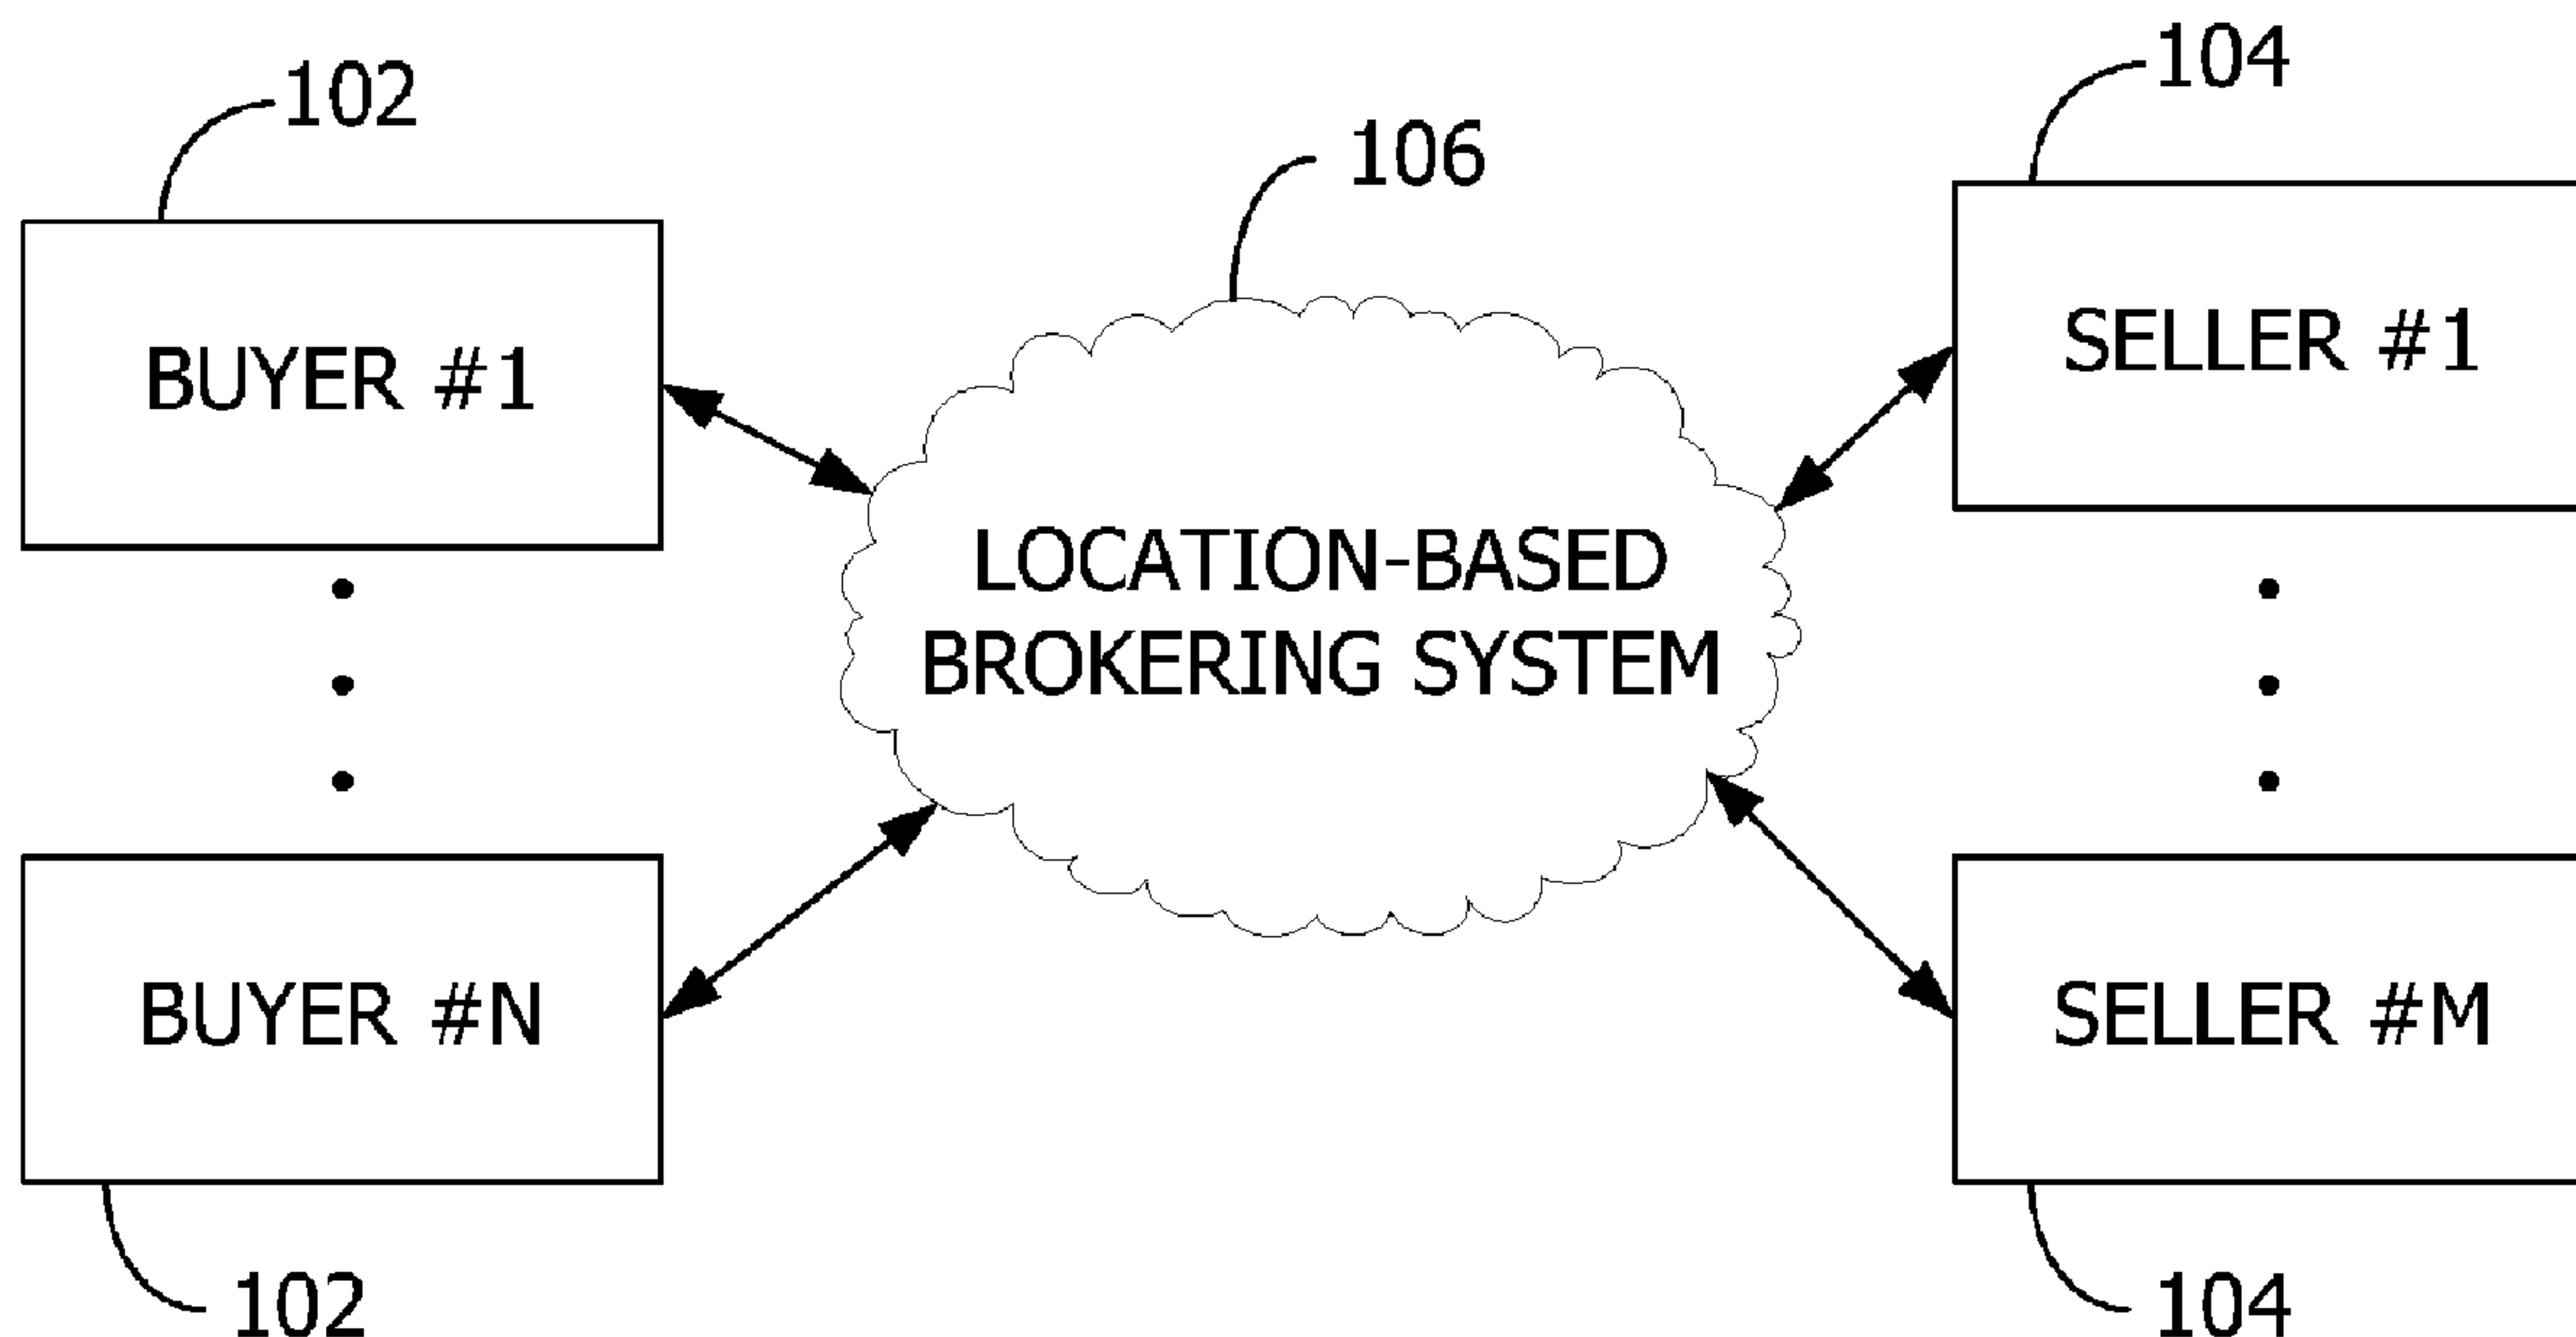 102
104
106
BUYER #1
SELLER #1
LOCATION-BASED
BROKERING SYSTEM
BUYER #N
SELLER #M
102
104